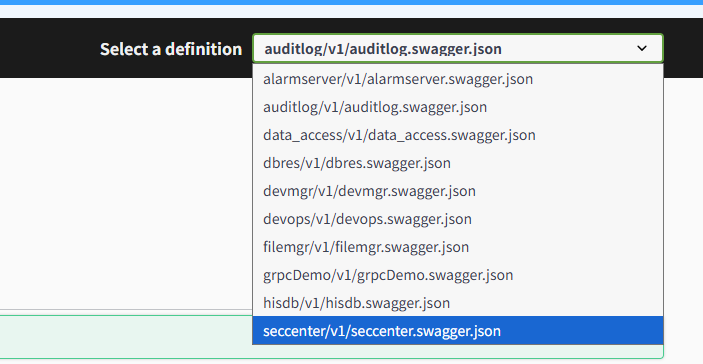 Select a definition auditlog/v1/auditlog.swagger.json
alarmserver/v1/alarmserver.swagger.json
auditlog/v1/auditlog.swagger.json
data_access/v1/data_access.swagger.json
dbres/v1/dbres.swagger.json
devmgr/v1/devmgr.swagger.json
devops/v1/devops.swagger.json
filemgr/v1/filemgr.swagger.json
grpcDemo/v1/grpcDemo.swagger.json
hisdb/v1/hisdb.swagger.json
seccenter/v1/seccenter.swagger.json